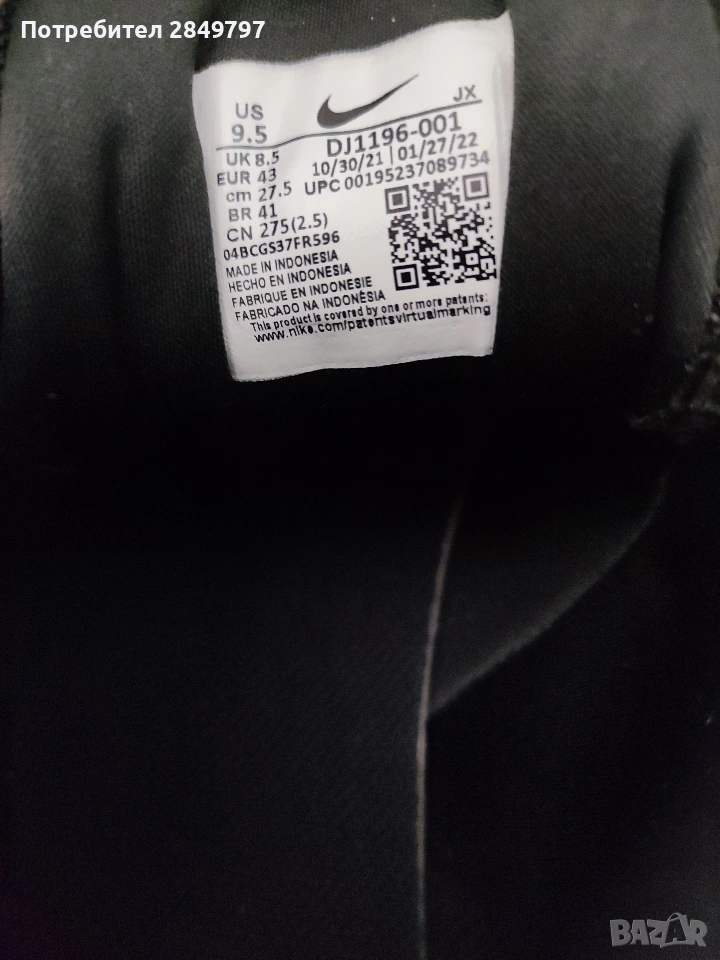 Потребител 2849797
JX
US
9.5
DJ1196-001
UK 8.5
10/30/21 | 01/27/22
EUR 43
UPC 00195237089734
cm 27.5
BR 41
CN 275(2.5)
04BCGS37FR596
MADE IN INDONESIA
HECHO EN INDONESIA
FABRIQUE EN INDONESIE
FABRICADO NA INDONÉSIA
This product is covered by one or more patents:
www.nike.com/patentsvirtualmarking
BAZAR